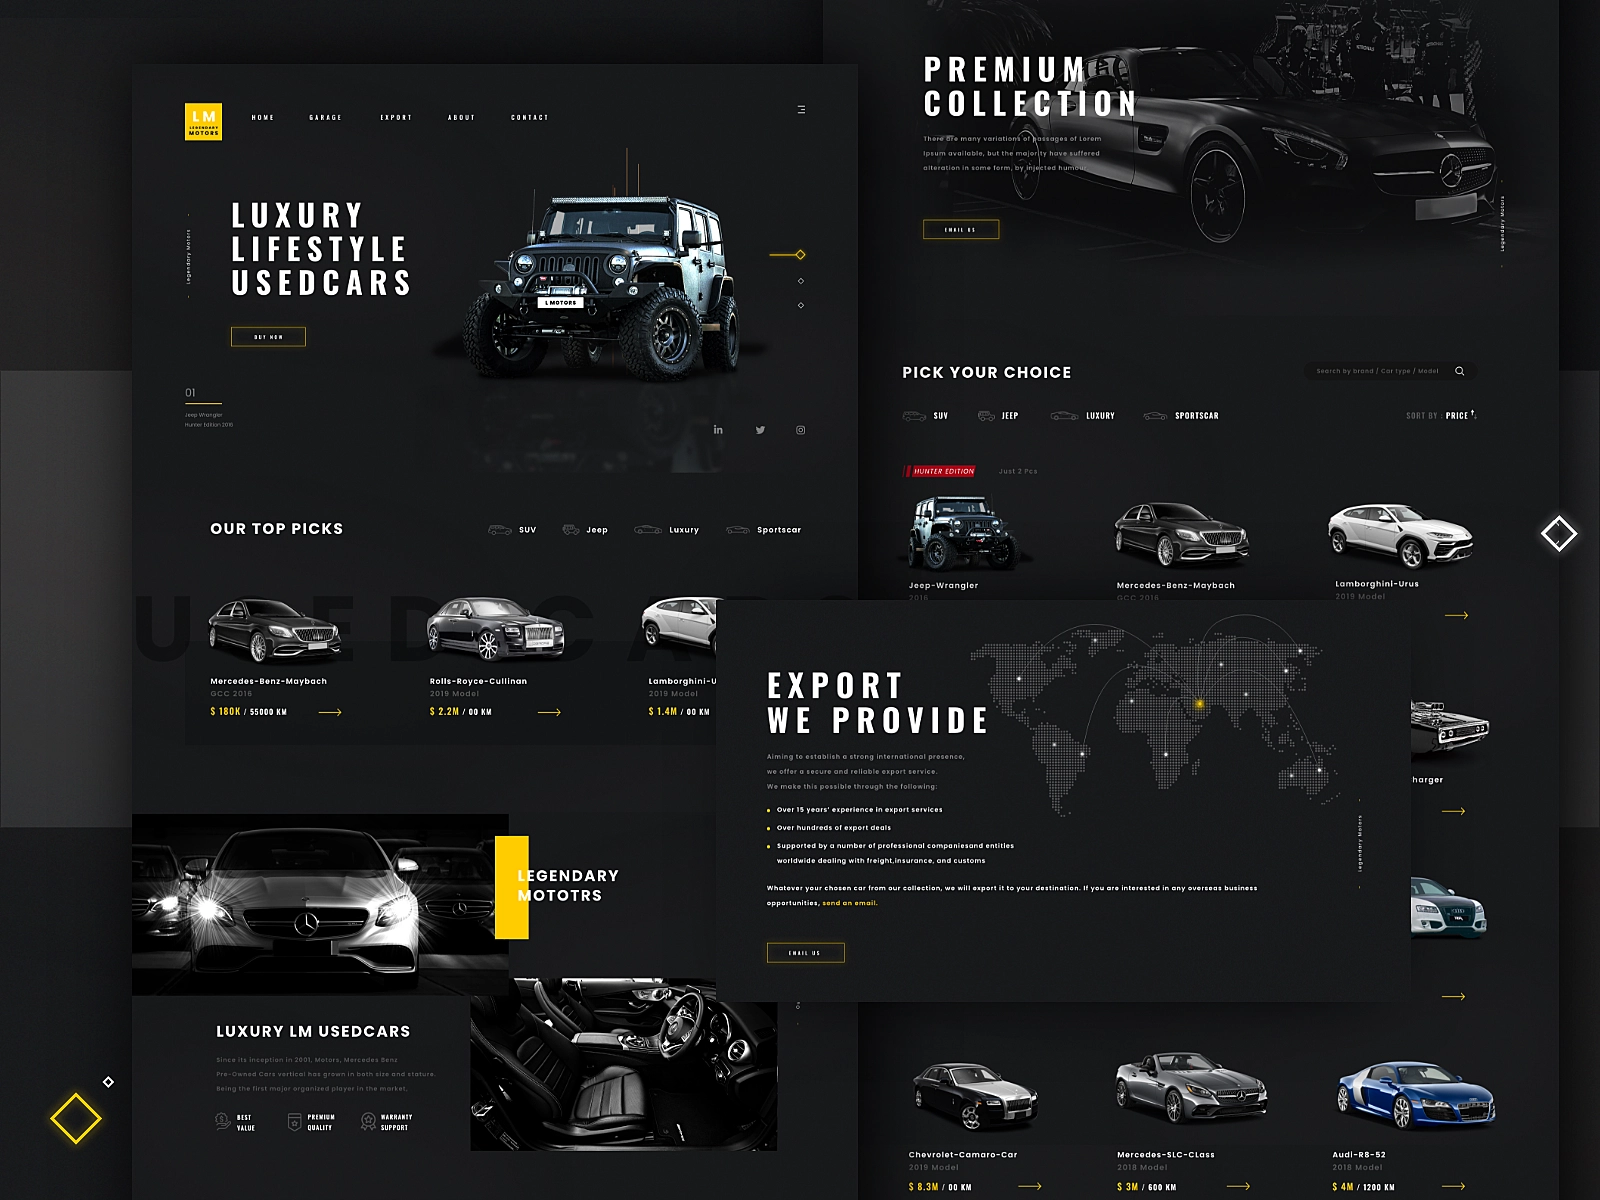 LM
LEGENDARY
MOTORS
HOME
GARAGE
EXPORT
ABOUT
CONTACT
LUXURY
LIFESTYLE
USEDCARS
BUY NOW
Legendary Motors
L MOTORS
01
Jeep Wrangler
Hunter Edition 2016
OUR TOP PICKS
SUV
Jeep
Luxury
Sportscar
USED CARS
Mercedes-Benz-Maybach
GCC 2016
$ 180K / 55000 KM
Rolls-Royce-Cullinan
2019 Model
$ 2.2M / 00 KM
Lamborghini-U
2019 Model
$ 1.4M / 00 KM
LEGENDARY
MOTOTRS
LUXURY LM USEDCARS
Since its inception in 2001, Motors, Mercedes Benz
Pre-Owned Cars vertical has grown in both size and stature.
Being the first major organized player in the market.
BEST
VALUE
PREMIUM
QUALITY
WARRANTY
SUPPORT
PREMIUM
COLLECTION
There are many variations of passages of Lorem
Ipsum available, but the majority have suffered
alteration in some form, by injected humour
EMAIL US
Legendary Motors
PICK YOUR CHOICE
Search by brand / Car type / Model
SUV
JEEP
LUXURY
SPORTSCAR
SORT BY : PRICE
HUNTER EDITION
Just 2 Pcs
Jeep-Wrangler
2016
Mercedes-Benz-Maybach
GCC 2016
Lamborghini-Urus
2019 Model
EXPORT
WE PROVIDE
Aiming to establish a strong international presence,
we offer a secure and reliable export service.
We make this possible through the following:
Over 15 years' experience in export services
Over hundreds of export deals
Supported by a number of professional companiesand entities
worldwide dealing with freight,insurance, and customs
Whatever your chosen car from our collection, we will export it to your destination. If you are interested in any overseas business
opportunities, send an email.
EMAIL US
Legendary Motors
harger
Chevrolet-Camaro-Car
2019 Model
$ 8.3M / 00 KM
Mercedes-SLC-CLass
2018 Model
$ 3M / 600 KM
Audi-R8-52
2018 Model
$ 4M / 1200 KM